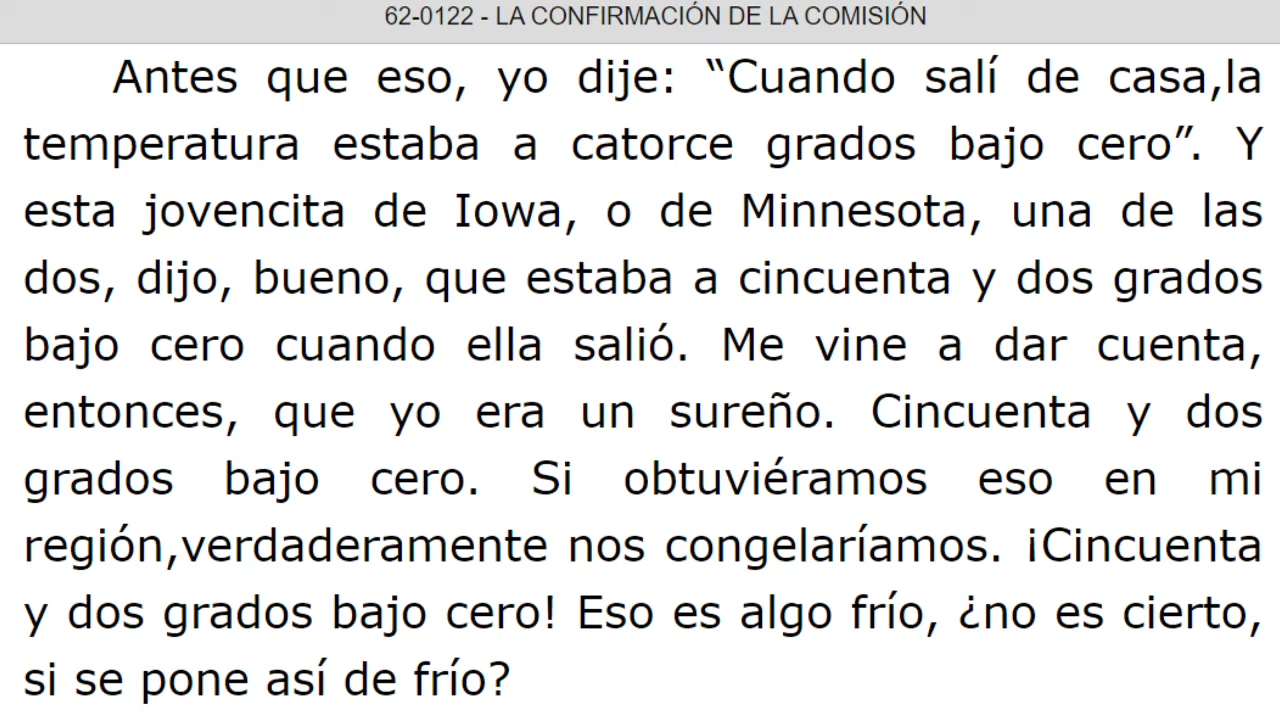 62-0122 - LA CONFIRMACIÓN DE LA COMISIÓN
Antes que eso, yo dije: “Cuando salí de casa,la
temperatura estaba a catorce grados bajo cero”. Y
esta jovencita de Iowa, o de Minnesota, una de las
dos, dijo, bueno, que estaba a cincuenta y dos grados
bajo cero cuando ella salió. Me vine a dar cuenta,
entonces, que yo era un sureño. Cincuenta y dos
grados bajo cero. Si obtuviéramos eso en mi
región,verdaderamente nos congelaríamos. ¡Cincuenta
y dos grados bajo cero! Eso es algo frío, ¿no es cierto,
si se pone así de frío?